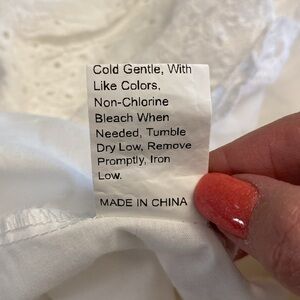 Cold Gentle, With
Like Colors,
Non-Chlorine
Bleach When
Needed, Tumble
Dry Low, Remove
Promptly, Iron
Low.
MADE IN CHINA